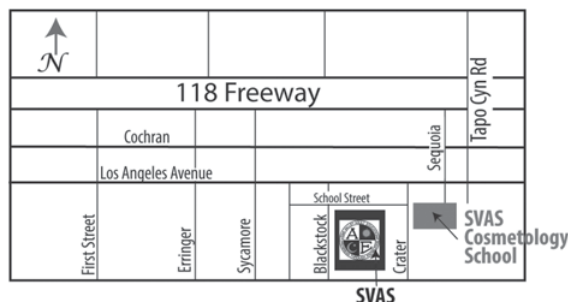 N
118 Freeway
Tapo Cyn Rd
Cochran
Sequoia
Los Angeles Avenue
School Street
First Street
Erringer
Sycamore
Blackstock
A C E
Crater
SVAS
Cosmetology
School
SVAS